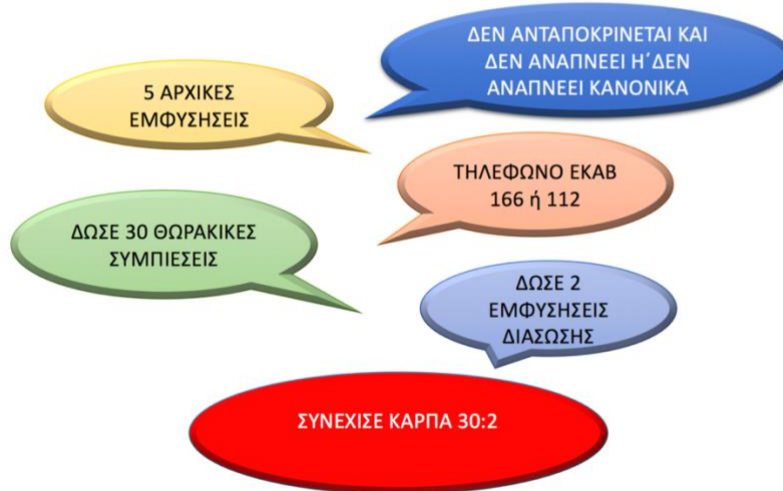 ΔΕΝ ΑΝΤΑΠΟΚΡΙΝΕΤΑΙ ΚΑΙ
ΔΕΝ ΑΝΑΠΝΕΕΙ Η΄ΔΕΝ
ΑΝΑΠΝΕΕΙ ΚΑΝΟΝΙΚΑ
5 ΑΡΧΙΚΕΣ
ΕΜΦΥΣΗΣΕΙΣ
ΤΗΛΕΦΩΝΟ ΕΚΑΒ
166 ή 112
ΔΩΣΕ 30 ΘΩΡΑΚΙΚΕΣ
ΣΥΜΠΙΕΣΕΙΣ
ΔΩΣΕ 2
ΕΜΦΥΣΗΣΕΙΣ
ΔΙΑΣΩΣΗΣ
ΣΥΝΕΧΙΣΕ ΚΑΡΠΑ 30:2